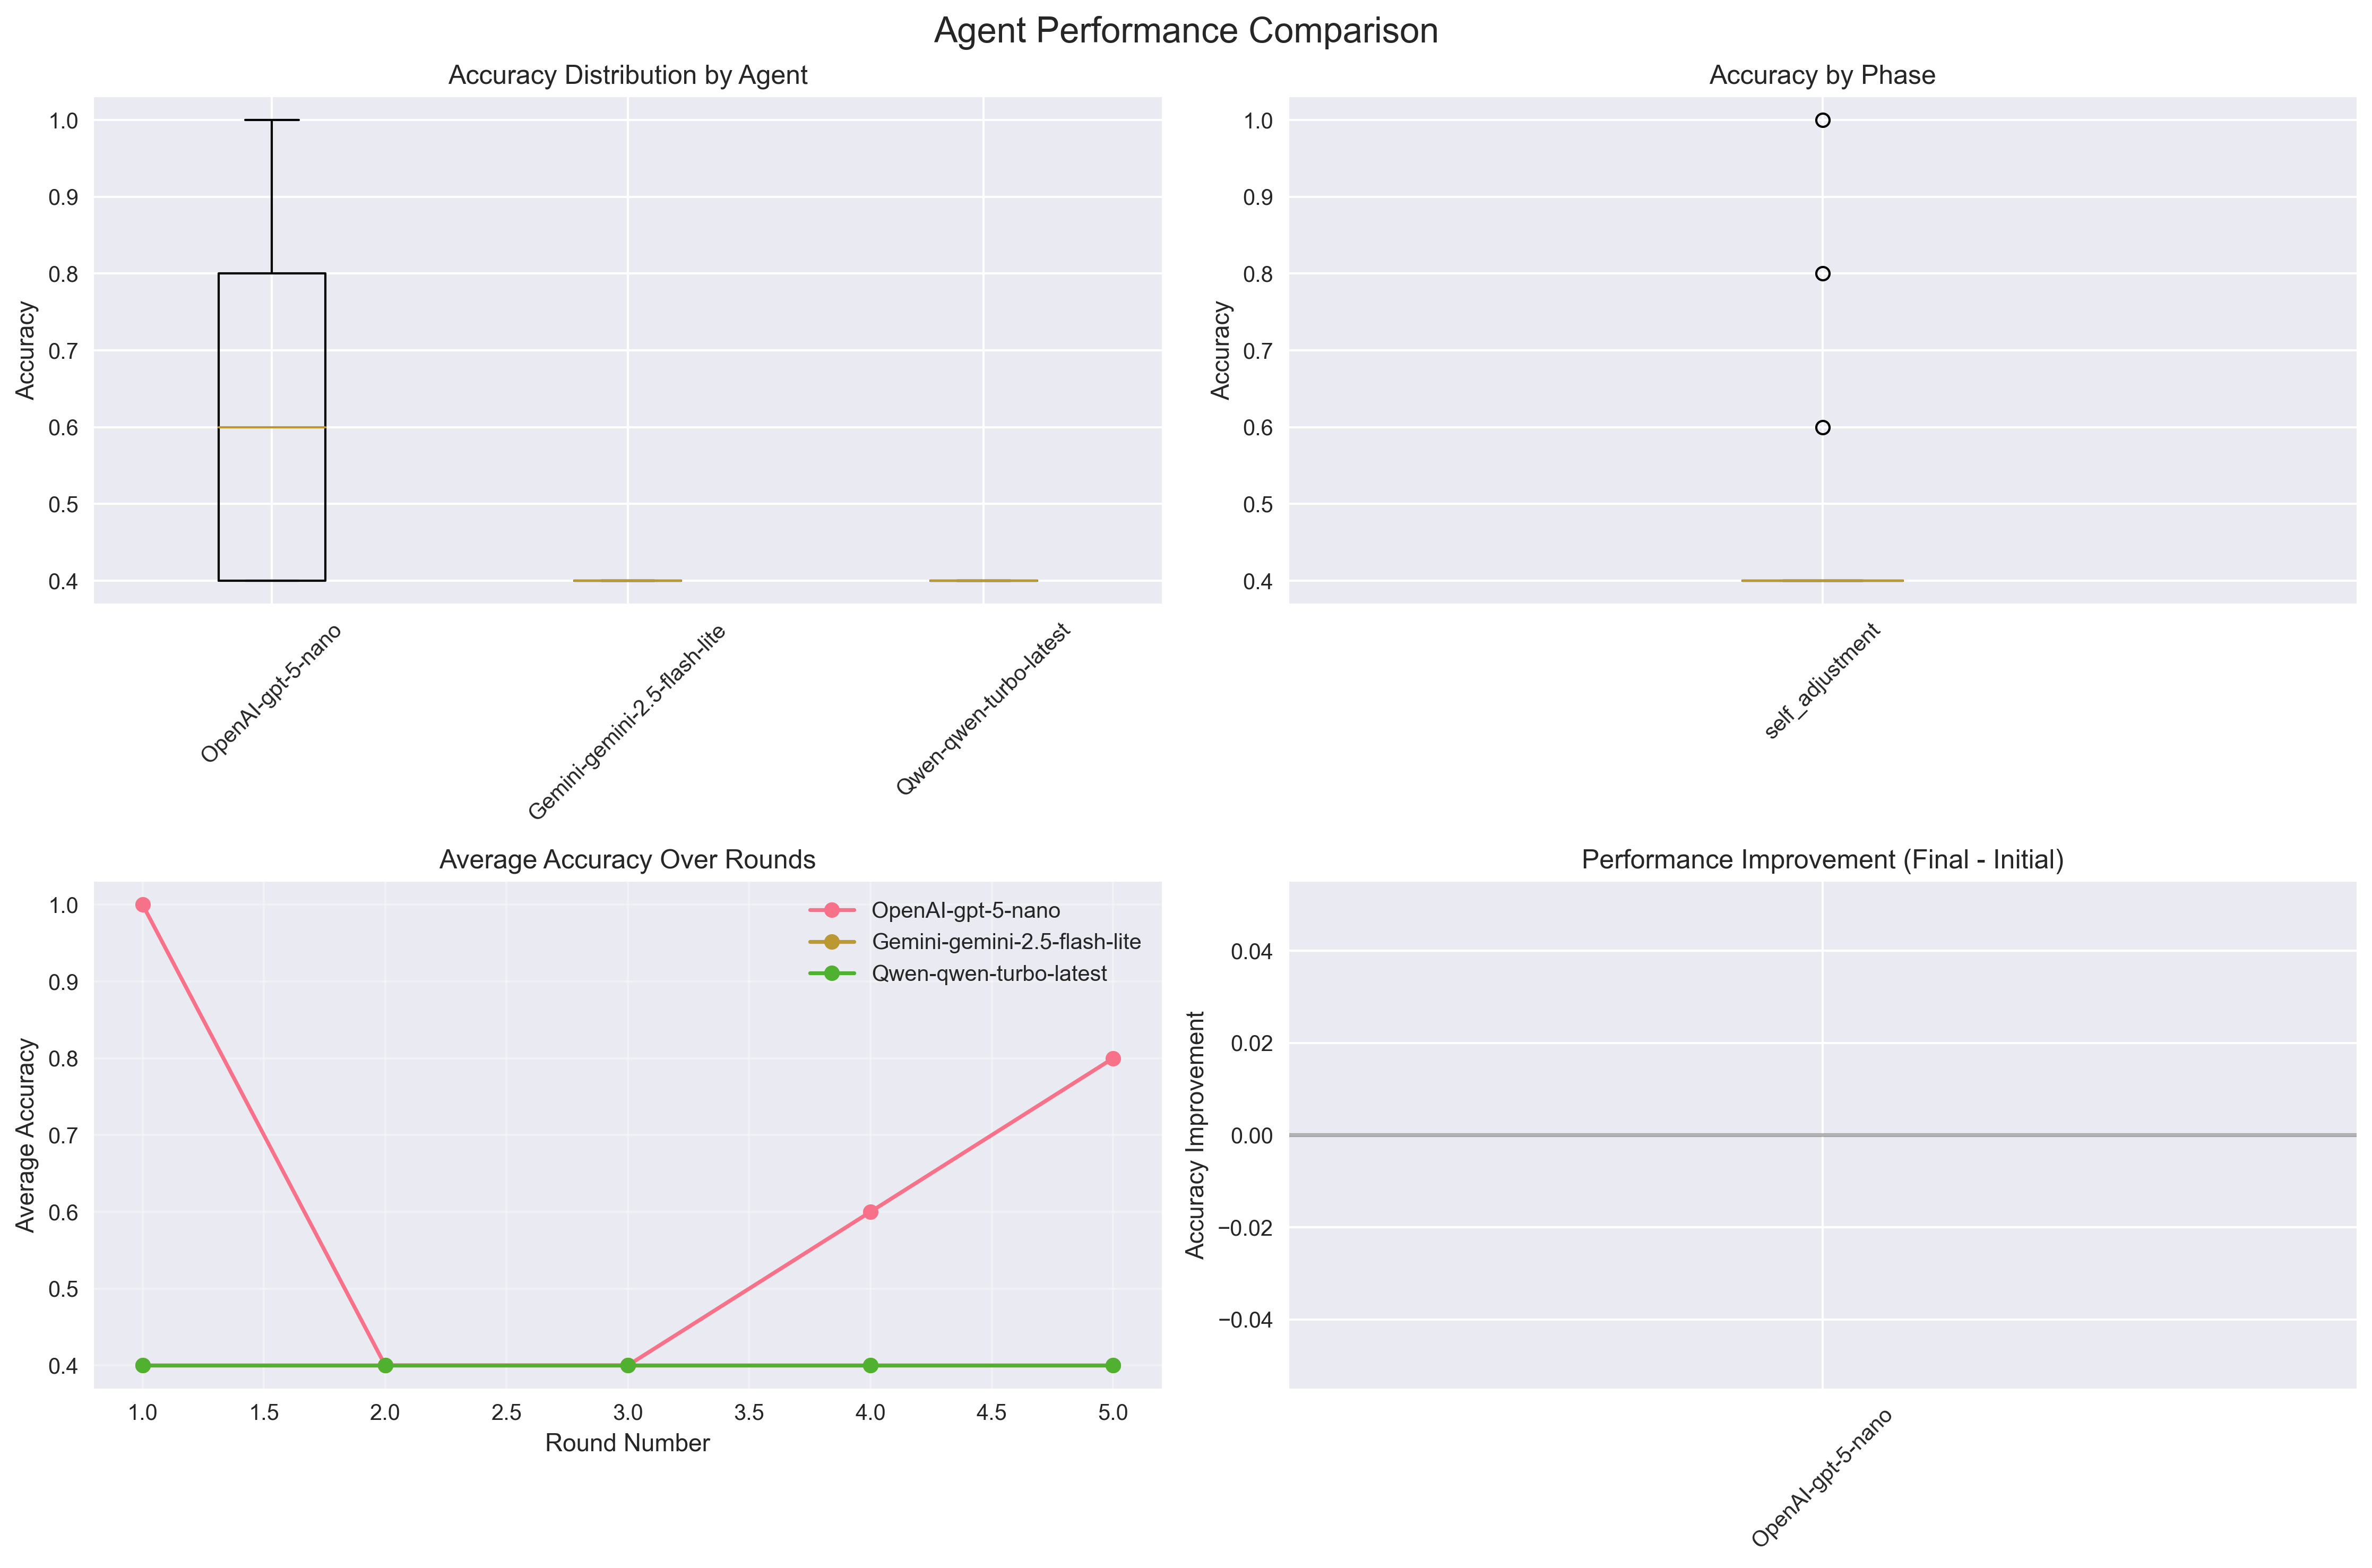 Agent Performance Comparison
Accuracy Distribution by Agent
Accuracy
1.0
0.9
0.8
0.7
0.6
0.5
0.4
OpenAI-gpt-5-nano
Gemini-gemini-2.5-flash-lite
Qwen-qwen-turbo-latest
Accuracy by Phase
Accuracy
1.0
0.9
0.8
0.7
0.6
0.5
0.4
self_adjustment
Average Accuracy Over Rounds
Average Accuracy
1.0
0.9
0.8
0.7
0.6
0.5
0.4
OpenAI-gpt-5-nano
Gemini-gemini-2.5-flash-lite
Qwen-qwen-turbo-latest
1.0 1.5 2.0 2.5 3.0 3.5 4.0 4.5 5.0
Round Number
Performance Improvement (Final - Initial)
Accuracy Improvement
0.04
0.02
0.00
−0.02
−0.04
OpenAI-gpt-5-nano